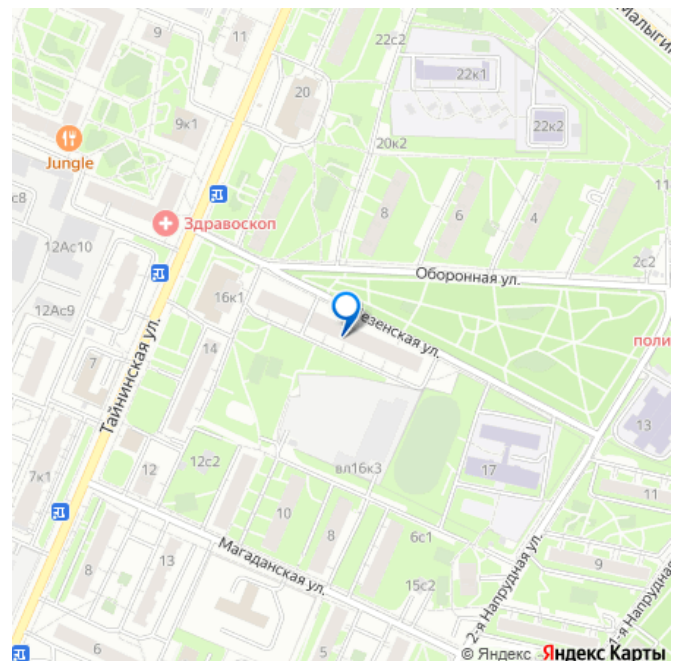 9
11
22с2
Малыги
20
22к1
9к1
22к2
Jungle
20к2
с8
8
6
4
11
Здравоскоп
12Ас10
2с2
Оборонная ул.
16к1
езенская ул.
12Ас9
поли
7
14
Тайнинская ул.
13
12с2
вл16к3
17
7к1
12
11
10
8
6с1
Магаданская ул.
13
9
8
15с2
2-я Напрудная ул.
1-я Напрудная
6
5
© Яндекс Яндекс Карты